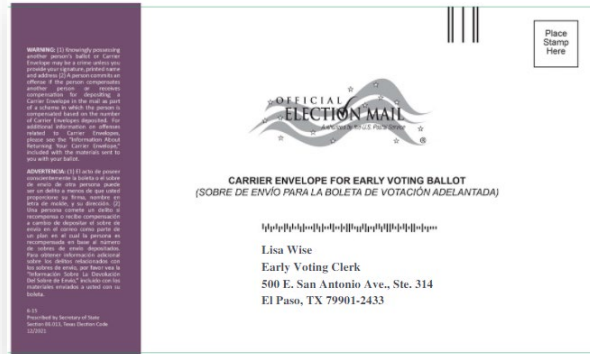 WARNING: (1) Knowingly possessing
another person's ballot or Carrier
Envelope may be a crime unless you
provide your signature, printed name
and address (2) A person commits an
offense if the person compensates
another person or receives
compensation for depositing a
Carrier Envelope in the mail as part
of a scheme in which the person is
compensated based on the number
of Carrier Envelopes deposited. For
additional information on offenses
related to Carrier Envelopes,
please see the "Information About
Returning Your Carrier Envelope,"
included with the materials sent to
you with your ballot.
ADVERTENCIA: (1) El acto de poseer
conscientemente la boleta o el sobre
de envío de otra persona puede
ser un delito a menos de que usted
proporcione su firma, nombre en
letra de molde, y su dirección. (2)
Una persona comete un delito si
recompensa o recibe compensación
a cambio de depositar el sobre de
envío en el correo como parte de
un plan en el cual la persona es
recompensada en base al número
de sobres de envío depositados.
Para obtener información adicional
sobre los delitos relacionados con
los sobres de envío, por favor vea la
"Información Sobre La Devolución
Del Sobre de Envío," incluido con los
materiales enviados a usted con su
boleta.
Prescribed by Secretary of State
Section 86.013, Texas Election Code
12/2021
Place
Stamp
Here
OFFICIAL
ELECTION MAIL
Authorized by the U.S. Postal Service
®
CARRIER ENVELOPE FOR EARLY VOTING BALLOT
(SOBRE DE ENVÍO PARA LA BOLETA DE VOTACIÓN ADELANTADA)
Lisa Wise
Early Voting Clerk
500 E. San Antonio Ave., Ste. 314
El Paso, TX 79901-2433